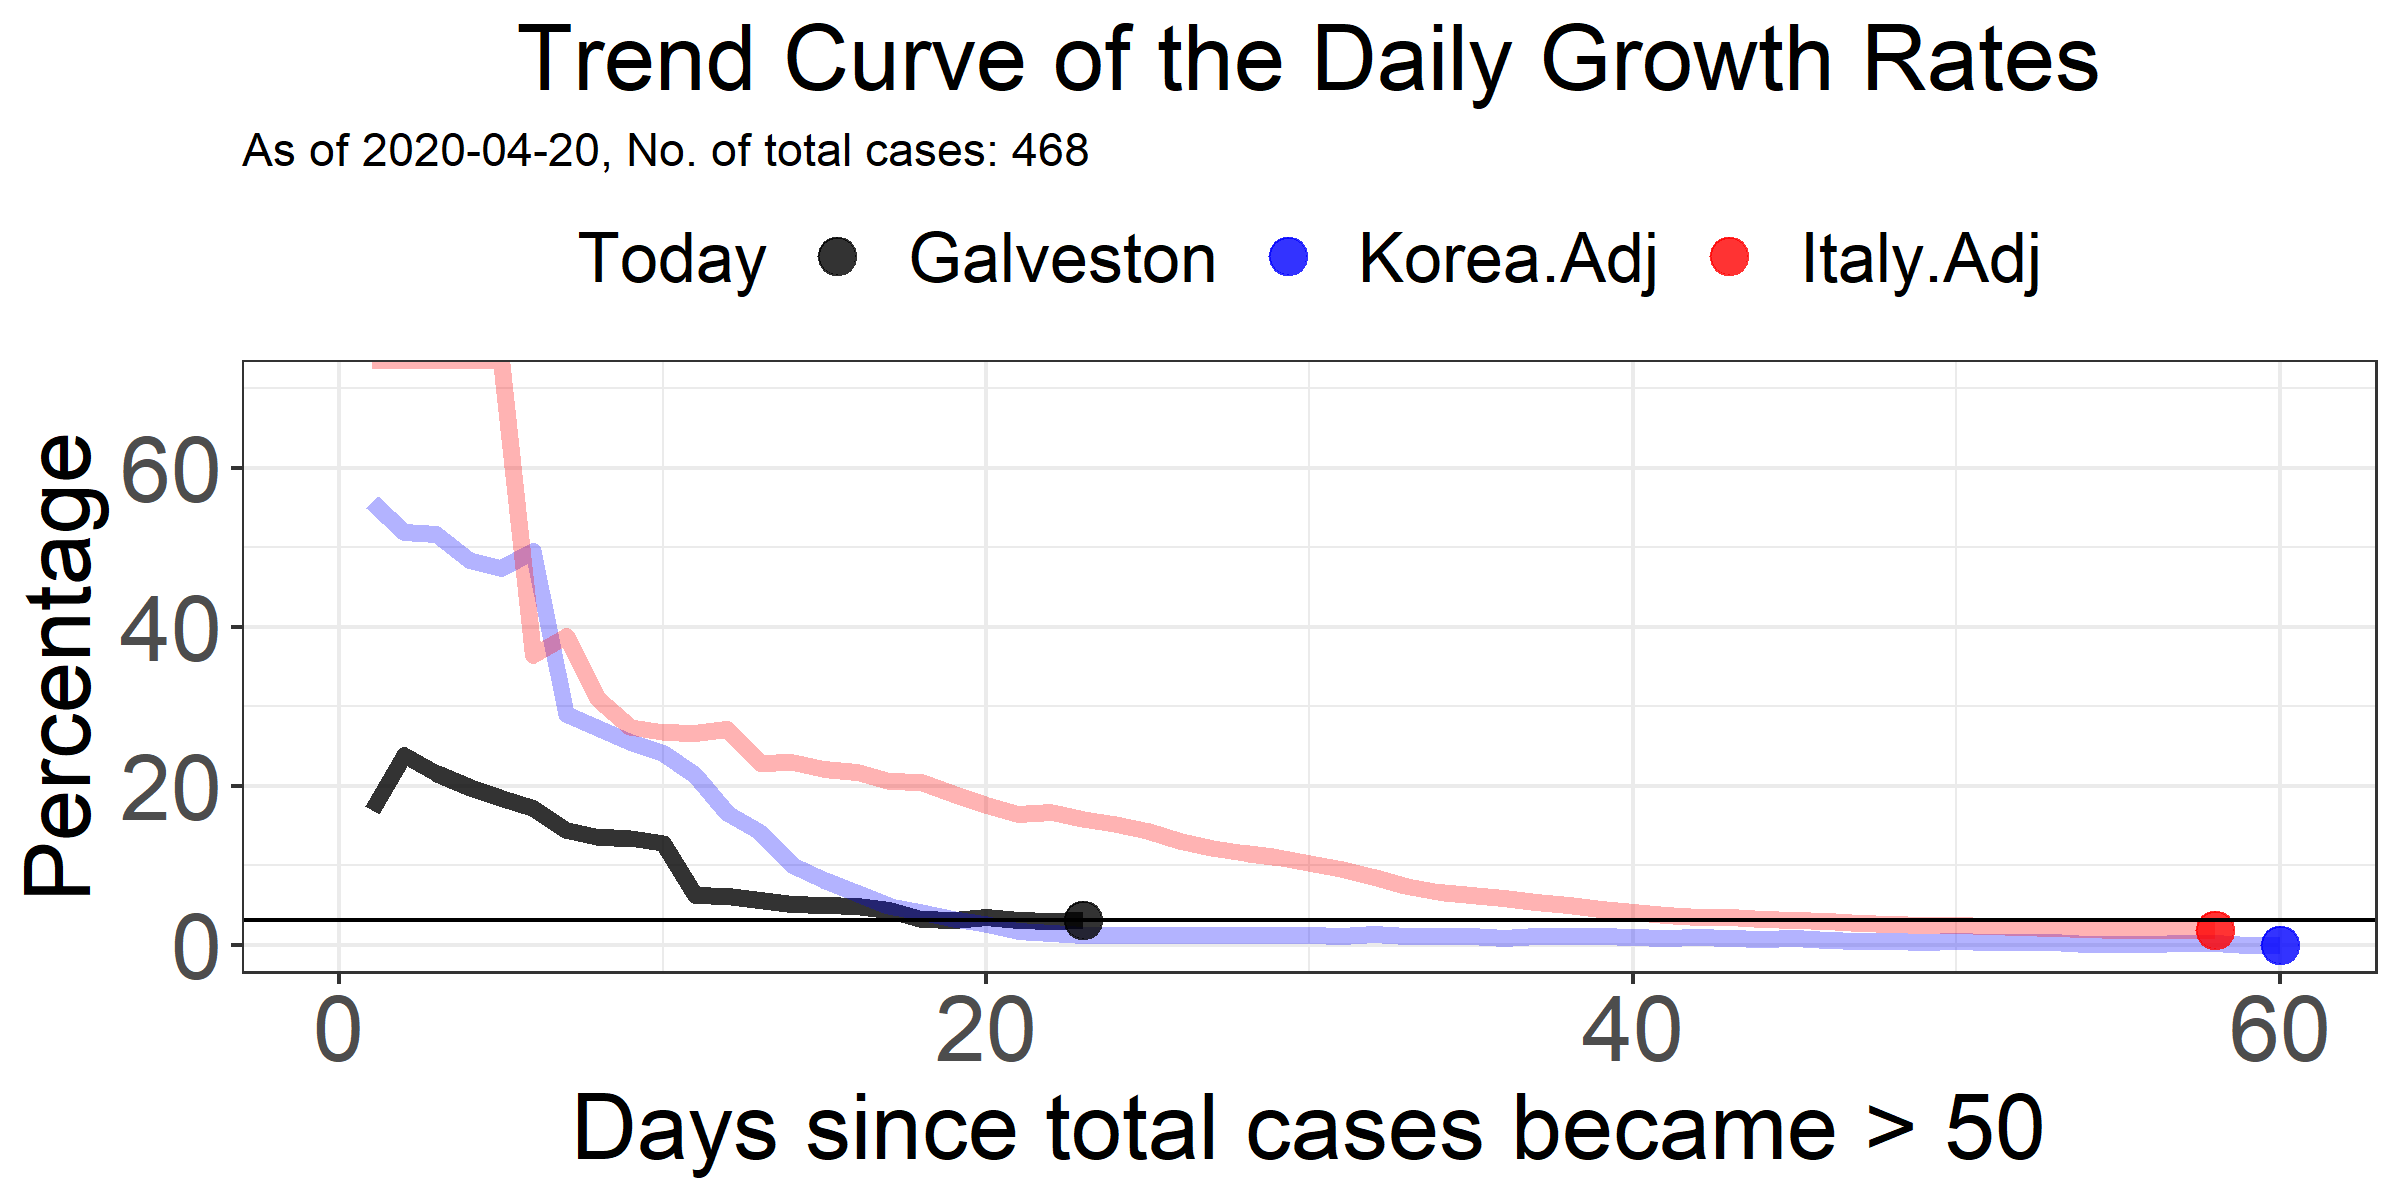 Trend Curve of the Daily Growth Rates
As of 2020-04-20, No. of total cases: 468
Today Galveston Korea.Adj Italy.Adj
Percentage
60
40
20
0
0 20 40 60
Days since total cases became > 50